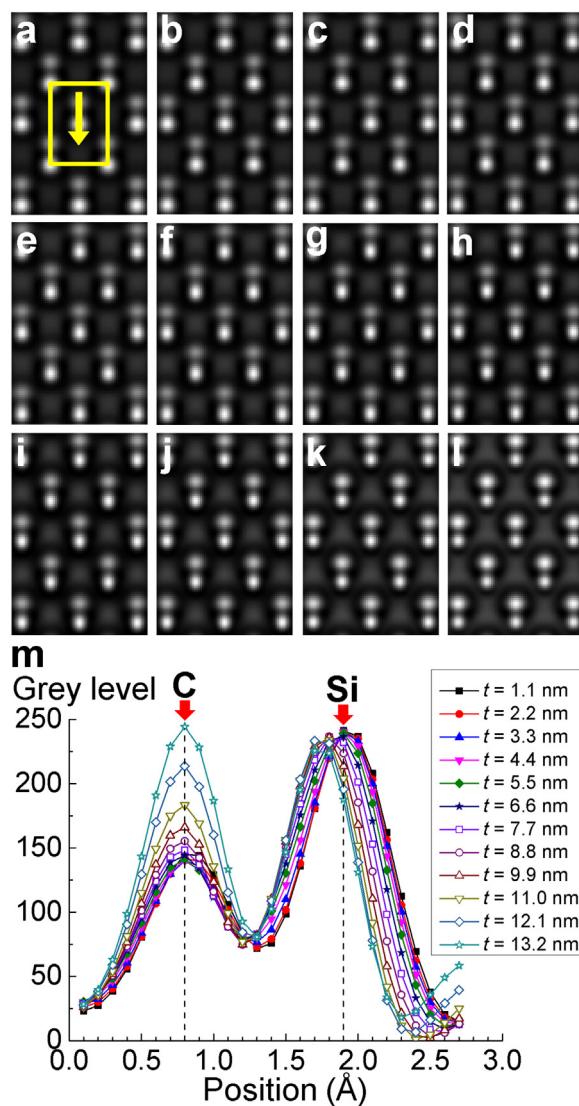 a b c d
e f g h
i j k l
m
Grey level
C
Si
250
200
150
100
50
0
0.0 0.5 1.0 1.5 2.0 2.5 3.0
Position (Å)
t = 1.1 nm
t = 2.2 nm
t = 3.3 nm
t = 4.4 nm
t = 5.5 nm
t = 6.6 nm
t = 7.7 nm
t = 8.8 nm
t = 9.9 nm
t = 11.0 nm
t = 12.1 nm
t = 13.2 nm